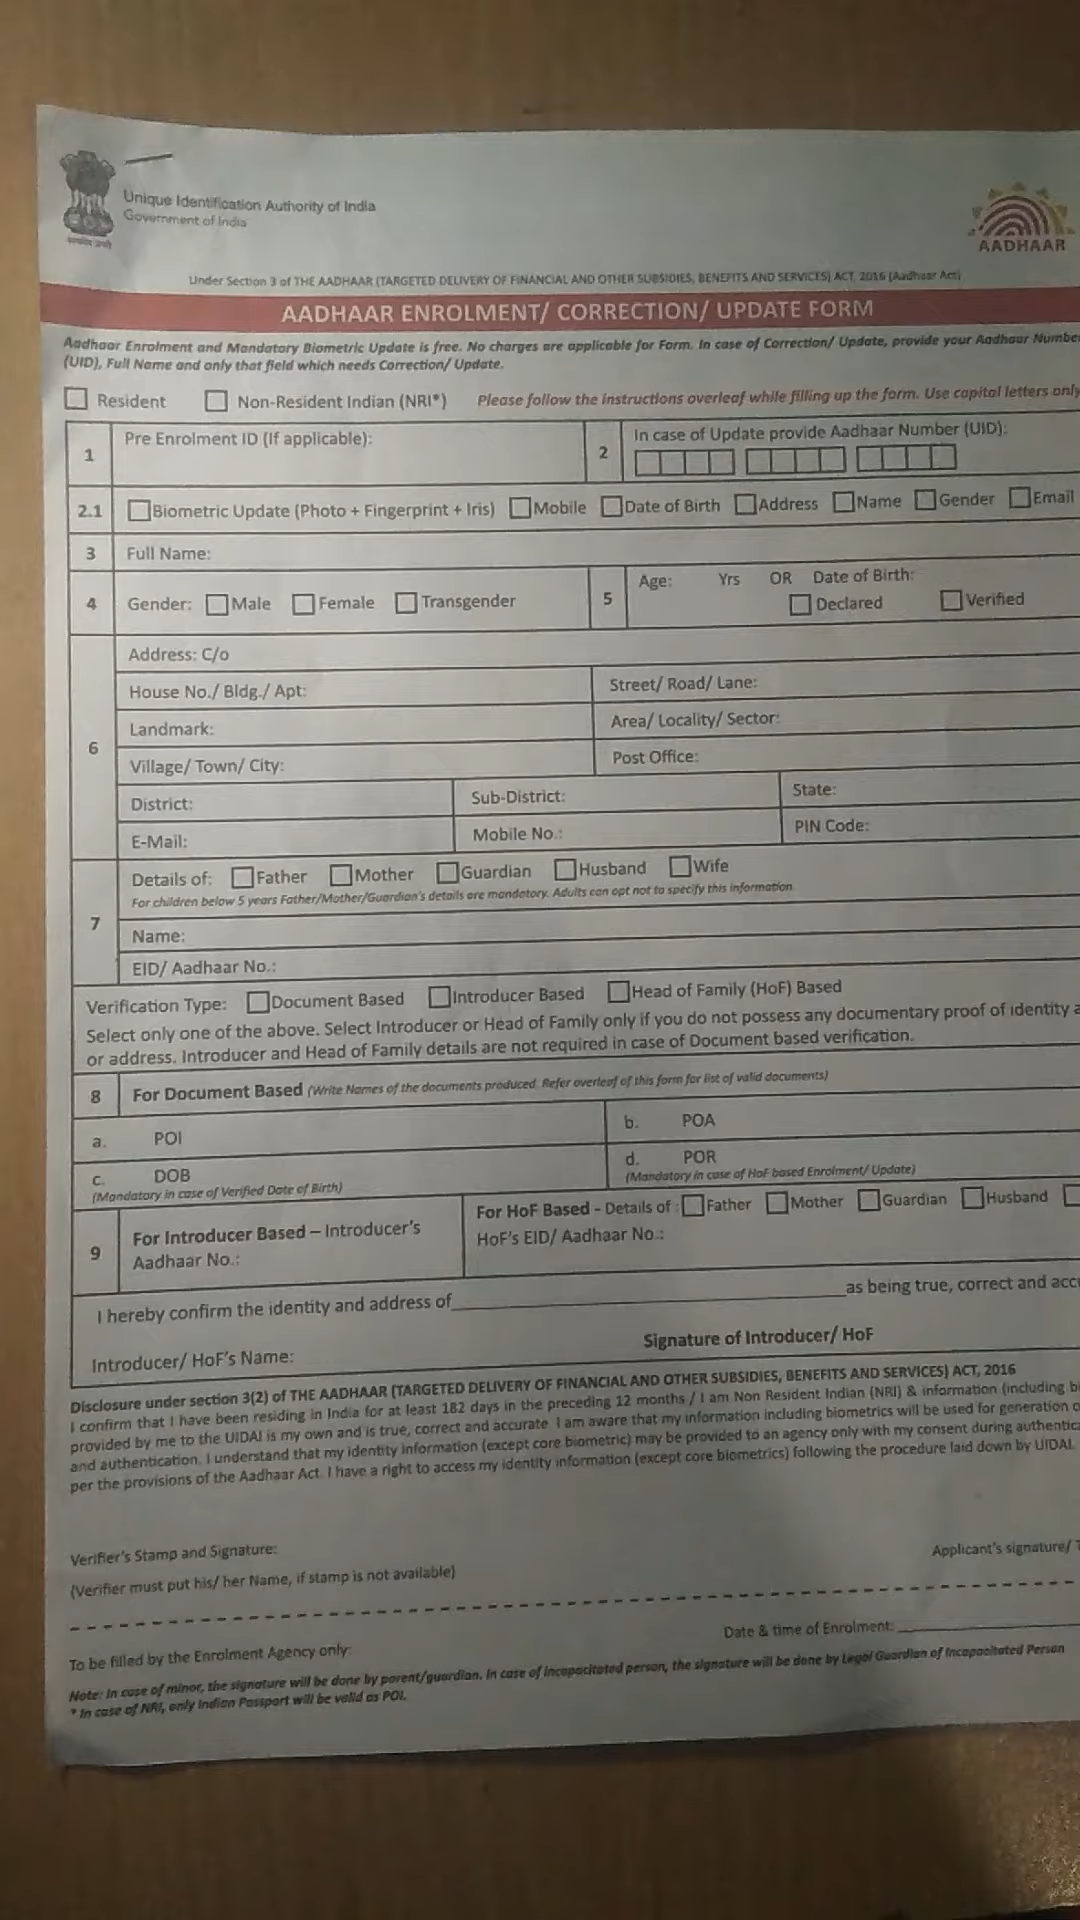 Unique Identification Authority of India
Government of India
AADHAAR
Under Section 3 of THE AADHAAR (TARGETED DELIVERY OF FINANCIAL AND OTHER SUBSIDIES, BENEFITS AND SERVICES) ACT, 2016 (Aadhaar Act)
AADHAAR ENROLMENT/ CORRECTION/ UPDATE FORM
Aadhaar Enrolment and Mandatory Biometric Update is free. No charges are applicable for Form. In case of Correction/ Update, provide your Aadhaar Number
(UID), Full Name and only that field which needs Correction/ Update.
Resident Non-Resident Indian (NRI*) Please follow the instructions overleaf while filling up the form. Use capital letters only
1 Pre Enrolment ID (If applicable): 2 In case of Update provide Aadhaar Number (UID):
2.1 Biometric Update (Photo + Fingerprint + Iris) Mobile Date of Birth Address Name Gender Email
3 Full Name:
4 Gender: Male Female Transgender 5 Age: Yrs OR Date of Birth:
Declared Verified
6 Address: C/o
House No./ Bldg./ Apt: Street/ Road/ Lane:
Landmark: Area/ Locality/ Sector:
Village/ Town/ City: Post Office:
District: Sub-District: State:
E-Mail: Mobile No.: PIN Code:
7 Details of: Father Mother Guardian Husband Wife
For children below 5 years Father/Mother/Guardian's details are mandatory. Adults can opt not to specify this information.
Name:
EID/ Aadhaar No.:
Verification Type: Document Based Introducer Based Head of Family (HoF) Based
Select only one of the above. Select Introducer or Head of Family only if you do not possess any documentary proof of identity a
or address. Introducer and Head of Family details are not required in case of Document based verification.
8 For Document Based (Write Names of the documents produced. Refer overleaf of this form for list of valid documents)
a. POI b. POA
c. DOB d. POR
(Mandatory in case of Verified Date of Birth) (Mandatory in case of HoF based Enrolment/ Update)
9 For Introducer Based – Introducer's
Aadhaar No.:
For HoF Based - Details of : Father Mother Guardian Husband
HoF's EID/ Aadhaar No.:
I hereby confirm the identity and address of as being true, correct and accu
Introducer/ HoF's Name: Signature of Introducer/ HoF
Disclosure under section 3(2) of THE AADHAAR (TARGETED DELIVERY OF FINANCIAL AND OTHER SUBSIDIES, BENEFITS AND SERVICES) ACT, 2016
I confirm that I have been residing in India for at least 182 days in the preceding 12 months / I am Non Resident Indian (NRI) & information (including bi
provided by me to the UIDAI is my own and is true, correct and accurate. I am aware that my information including biometrics will be used for generation o
and authentication. I understand that my identity information (except core biometric) may be provided to an agency only with my consent during authentica
per the provisions of the Aadhaar Act. I have a right to access my identity information (except core biometrics) following the procedure laid down by UIDAI.
Verifier's Stamp and Signature: Applicant's signature/
(Verifier must put his/ her Name, if stamp is not available)
To be filled by the Enrolment Agency only: Date & time of Enrolment:
Note: In case of minor, the signature will be done by parent/guardian. In case of incapacitated person, the signature will be done by Legal Guardian of Incapacitated Person
* In case of NRI, only Indian Passport will be valid as POI.